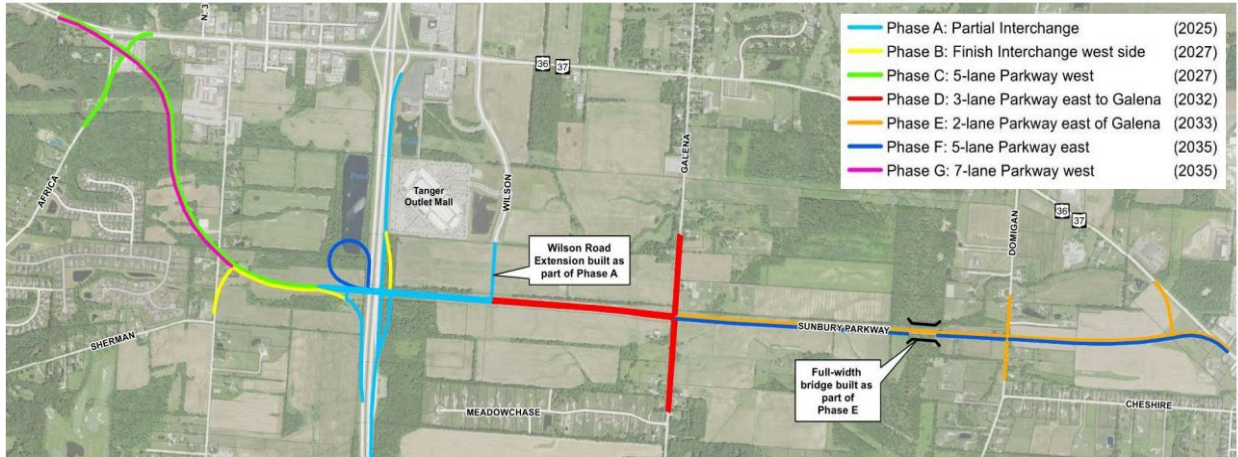 N. 3
36
37
Phase A: Partial Interchange (2025)
Phase B: Finish Interchange west side (2027)
Phase C: 5-lane Parkway west (2027)
Phase D: 3-lane Parkway east to Galena (2032)
Phase E: 2-lane Parkway east of Galena (2033)
Phase F: 5-lane Parkway east (2035)
Phase G: 7-lane Parkway west (2035)
AFRICA
Pond
Tanger
Outlet Mall
WILSON
GALENA
36
37
DOMIGAN
Wilson Road
Extension built as
part of Phase A
SHERMAN
SUNBURY PARKWAY
Full-width
bridge built as
part of
Phase E
MEADOWCHASE
CHESHIRE